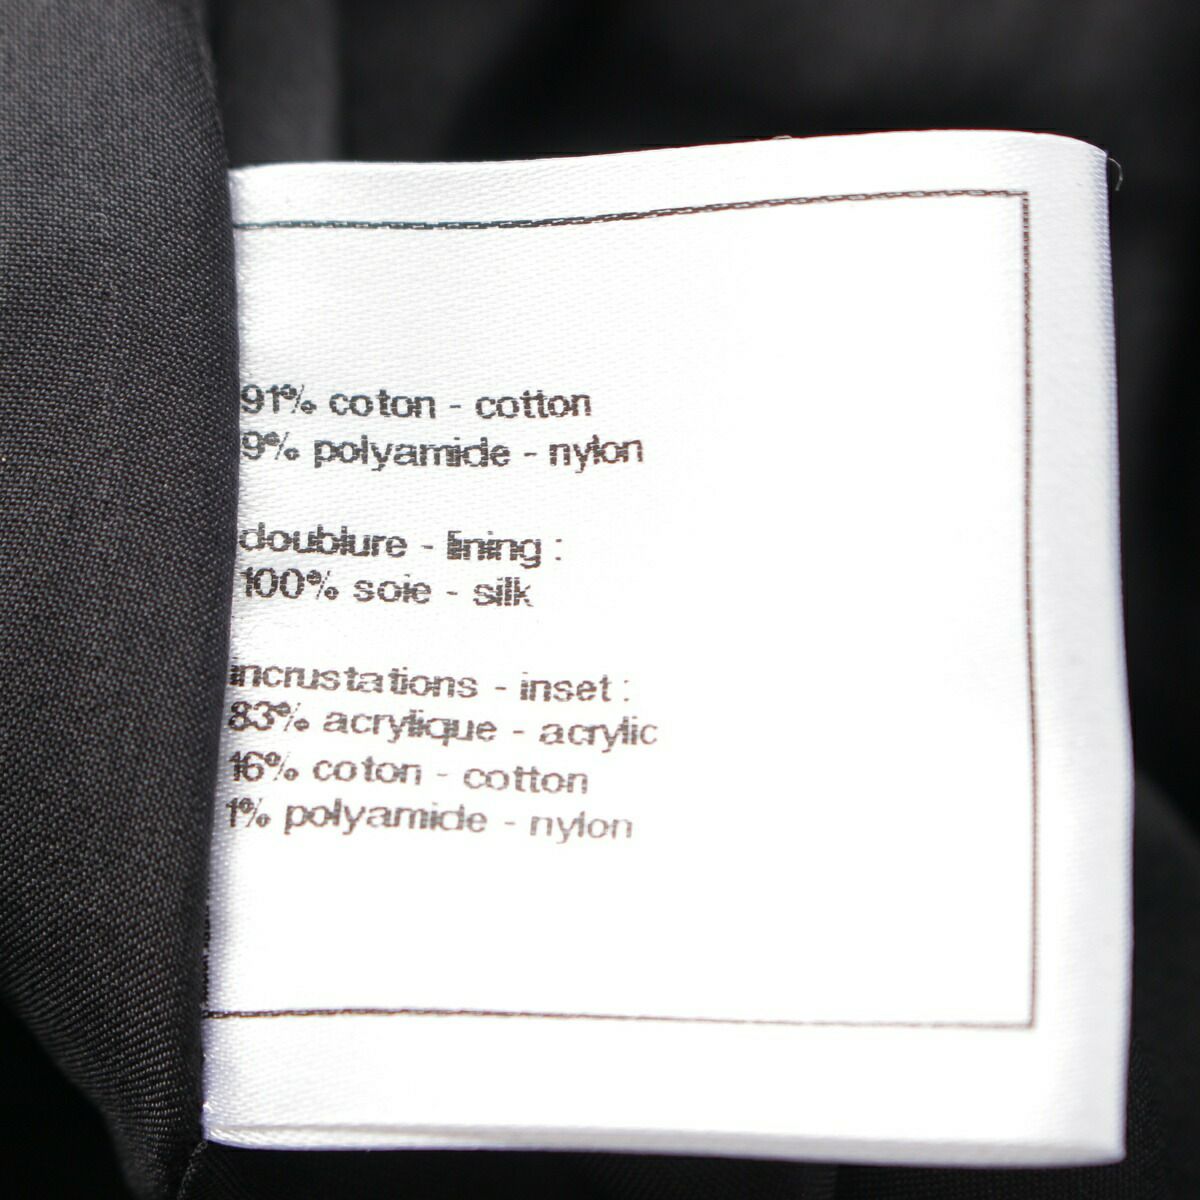 91% coton - cotton
9% polyamide - nylon
doublure - lining :
100% soie - silk
incrustations - inset :
83% acrylique - acrylic
16% coton - cotton
1% polyamide - nylon